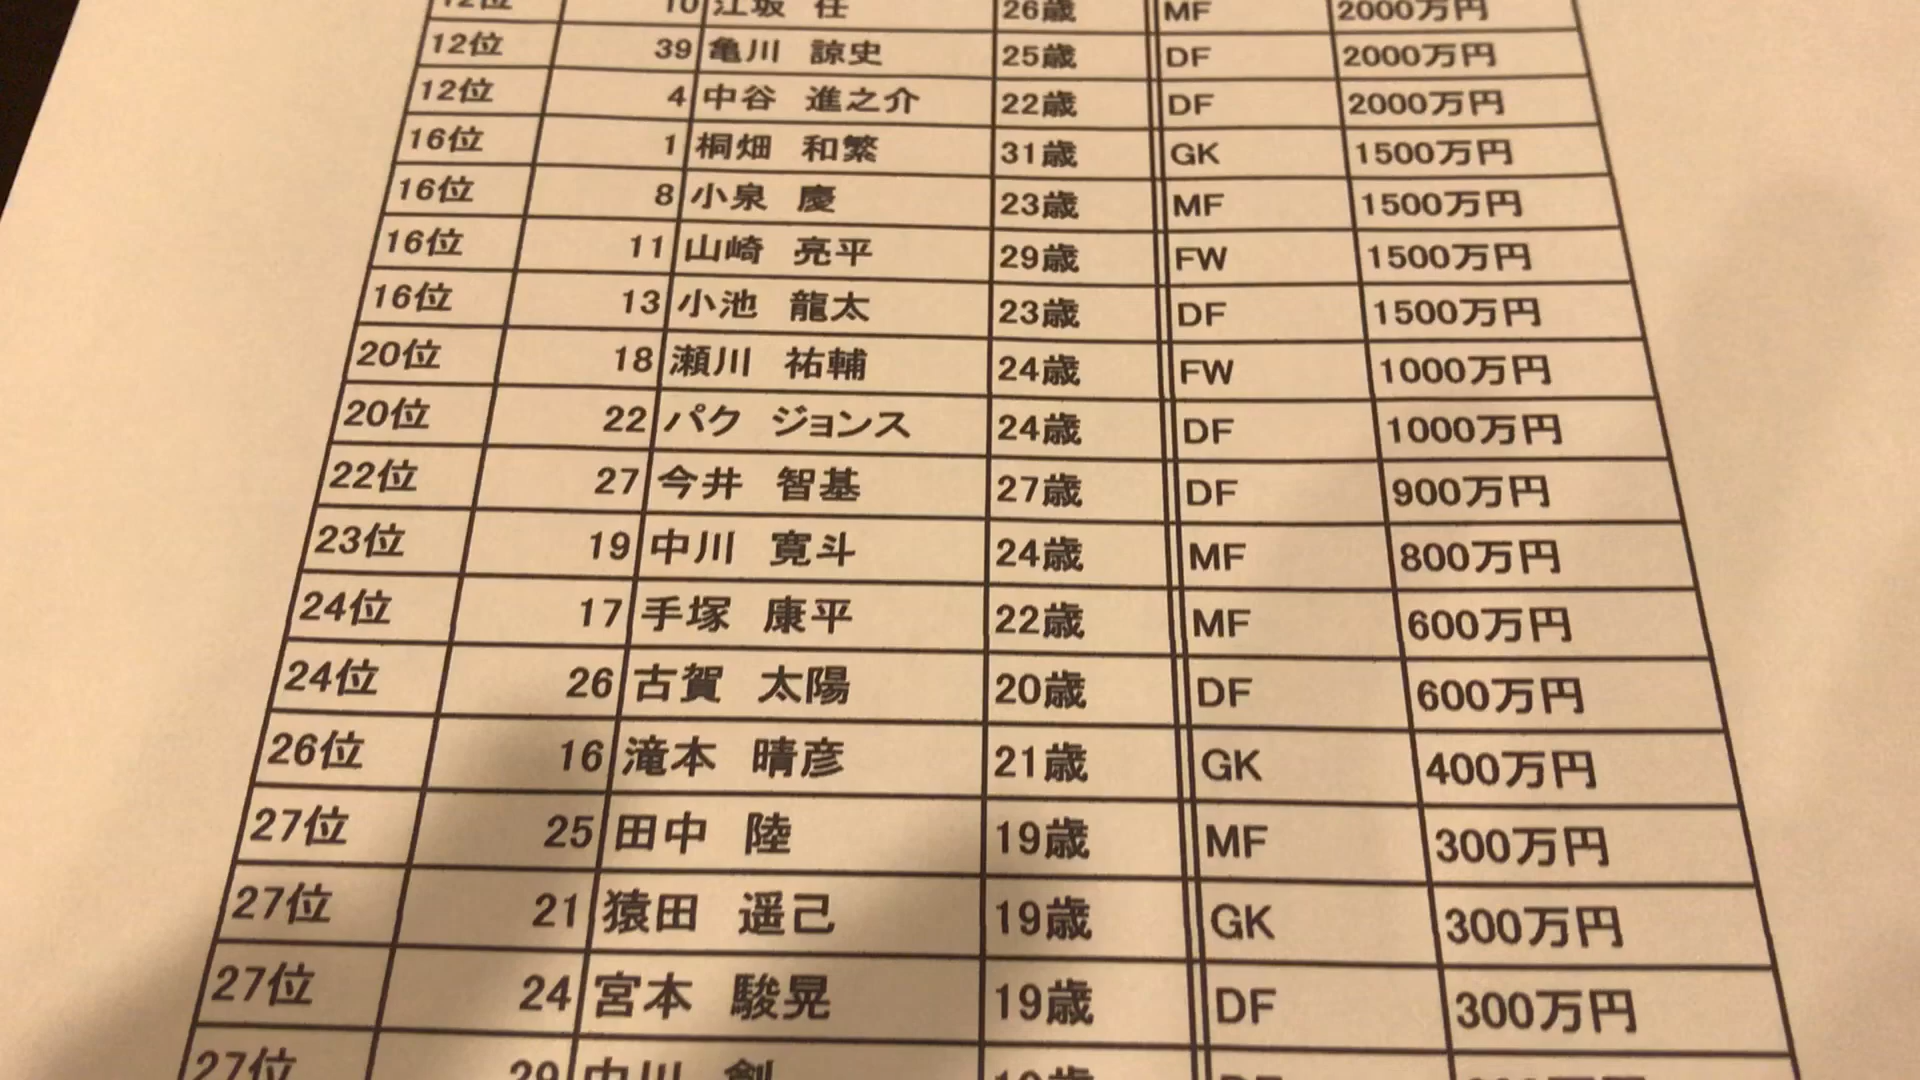 12位 10 江坂 任 26歳 MF 2000万円
12位 39 亀川 諒史 25歳 DF 2000万円
12位 4 中谷 進之介 22歳 DF 2000万円
16位 1 桐畑 和繁 31歳 GK 1500万円
16位 8 小泉 慶 23歳 MF 1500万円
16位 11 山崎 亮平 29歳 FW 1500万円
16位 13 小池 龍太 23歳 DF 1500万円
20位 18 瀬川 祐輔 24歳 FW 1000万円
20位 22 パク ジョンス 24歳 DF 1000万円
22位 27 今井 智基 27歳 DF 900万円
23位 19 中川 寛斗 24歳 MF 800万円
24位 17 手塚 康平 22歳 MF 600万円
24位 26 古賀 太陽 20歳 DF 600万円
26位 16 滝本 晴彦 21歳 GK 400万円
27位 25 田中 陸 19歳 MF 300万円
27位 21 猿田 遥己 19歳 GK 300万円
27位 24 宮本 駿晃 19歳 DF 300万円
27位 29 中川 創 19歳 DF